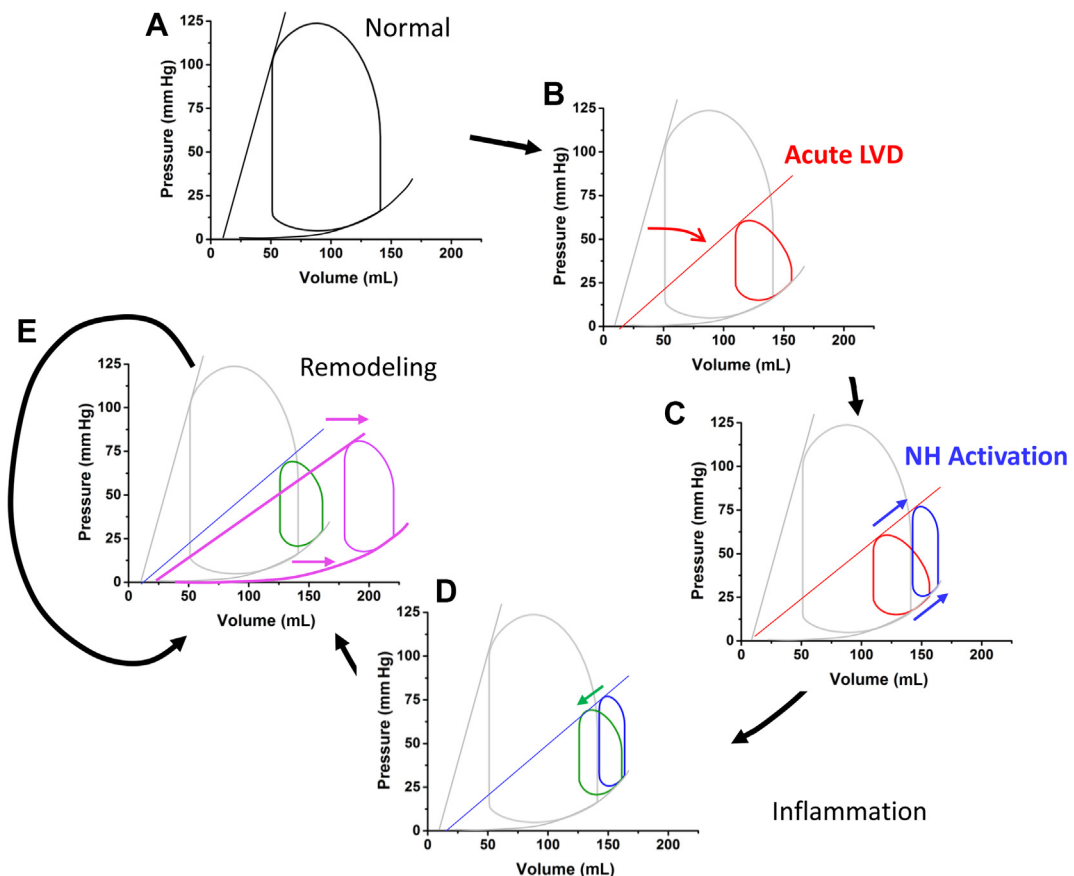 A
Normal
Pressure (mm Hg)
125
100
75
50
25
0
0 50 100 150 200
Volume (mL)
B
Acute LVD
Pressure (mm Hg)
125
100
75
50
25
0
0 50 100 150 200
Volume (mL)
C
NH Activation
Pressure (mm Hg)
125
100
75
50
25
0
0 50 100 150 200
Volume (mL)
D
Pressure (mm Hg)
125
100
75
50
25
0
0 50 100 150 200
Volume (mL)
Inflammation
E
Remodeling
Pressure (mm Hg)
125
100
75
50
25
0
0 50 100 150 200
Volume (mL)